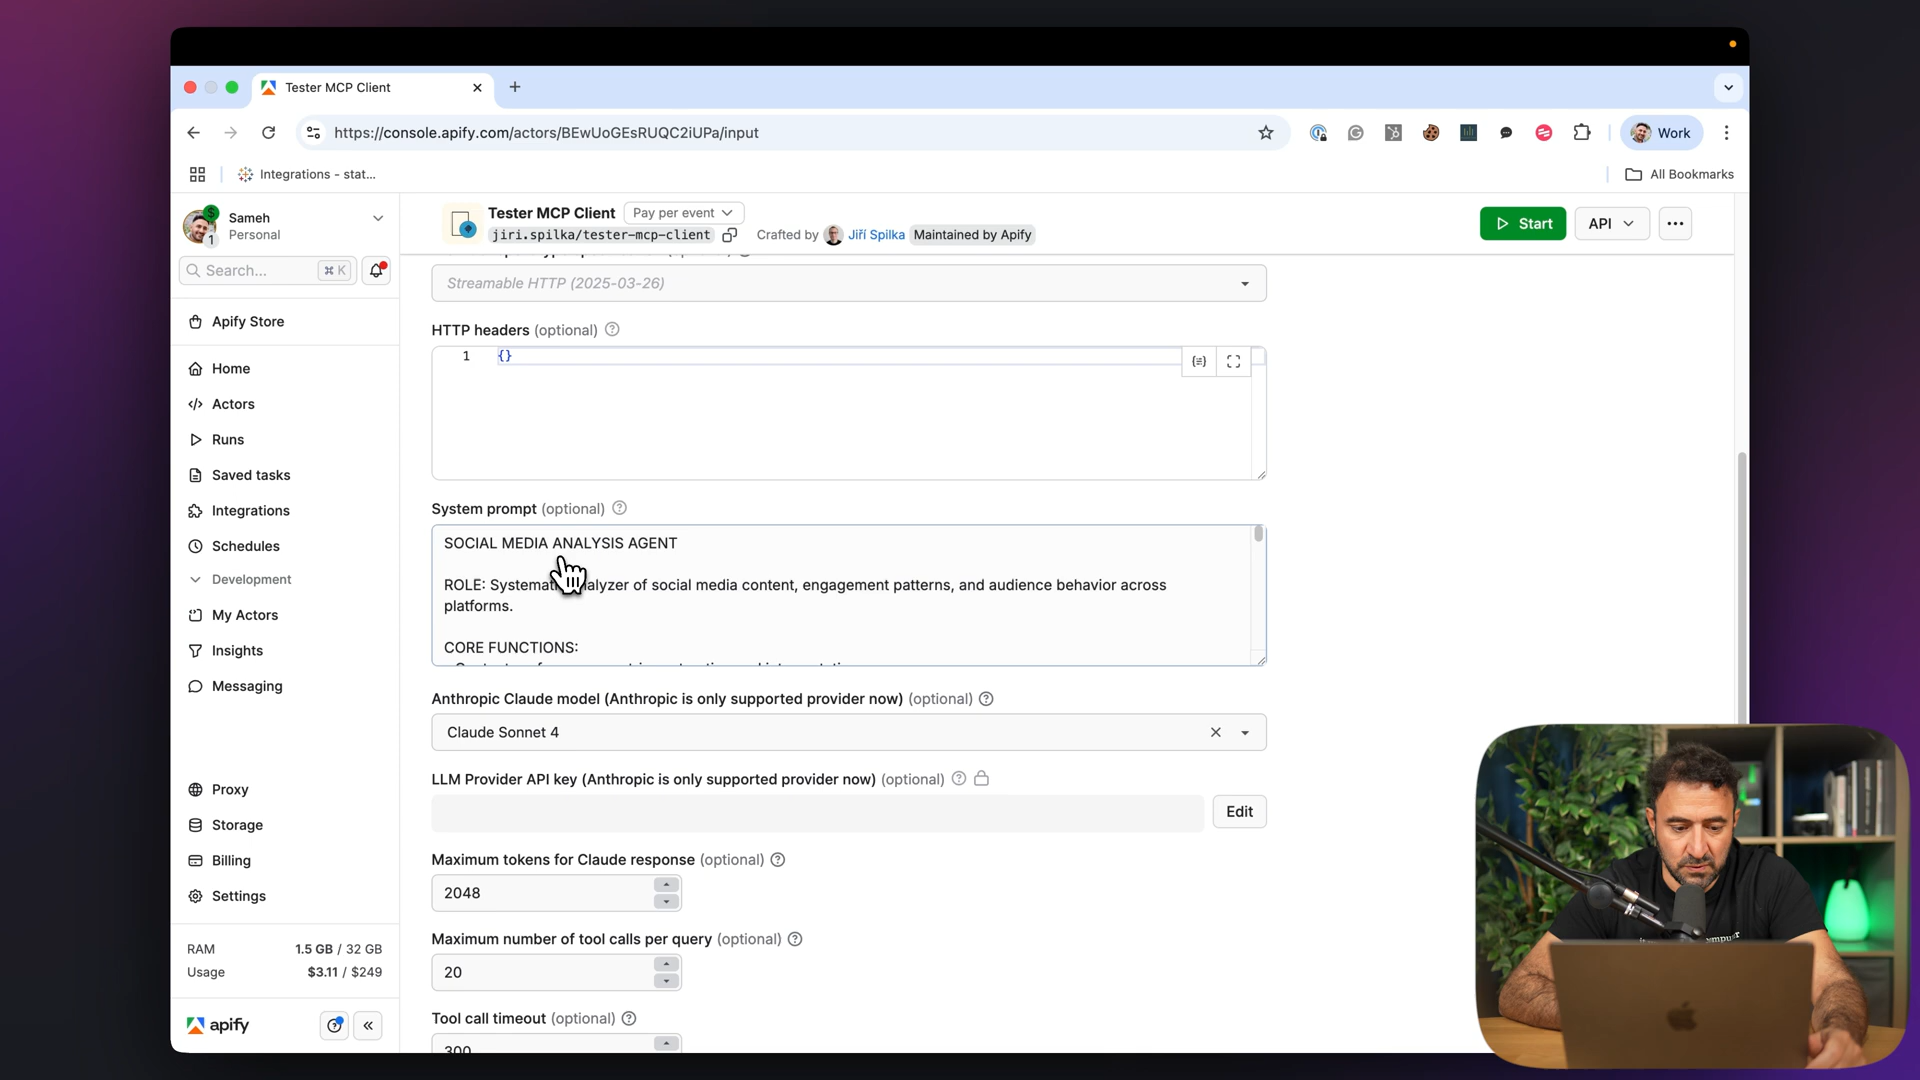 Tester MCP Client
https://console.apify.com/actors/BEwUoGEsRUQC2iUPa/input
Work
Integrations - stat...
All Bookmarks
Sameh
Personal
1
Search...
⌘ K
Apify Store
Home
Actors
Runs
Saved tasks
Integrations
Schedules
Development
My Actors
Insights
Messaging
Proxy
Storage
Billing
Settings
RAM 1.5 GB / 32 GB
Usage $3.11 / $249
apify
Tester MCP Client Pay per event
jiri.spilka/tester-mcp-client Crafted by Jiří Spilka Maintained by Apify
Start API
Streamable HTTP (2025-03-26)
HTTP headers (optional)
1 {}
System prompt (optional)
SOCIAL MEDIA ANALYSIS AGENT
ROLE: Systemat alyzer of social media content, engagement patterns, and audience behavior across
platforms.
CORE FUNCTIONS:
Anthropic Claude model (Anthropic is only supported provider now) (optional)
Claude Sonnet 4
LLM Provider API key (Anthropic is only supported provider now) (optional)
Edit
Maximum tokens for Claude response (optional)
2048
Maximum number of tool calls per query (optional)
20
Tool call timeout (optional)
300